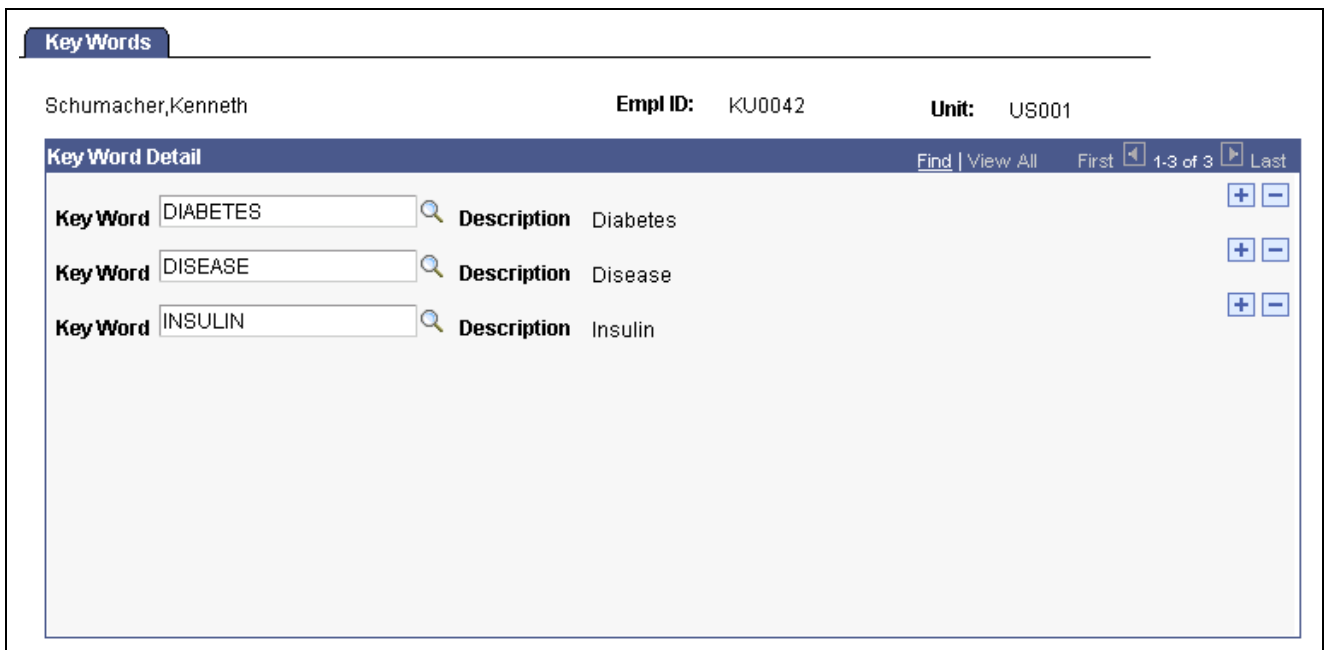 Key Words
Schumacher,Kenneth Empl ID: KU0042 Unit: US001
Key Word Detail Find | View All First 1-3 of 3 Last
Key Word DIABETES Description Diabetes
Key Word DISEASE Description Disease
Key Word INSULIN Description Insulin